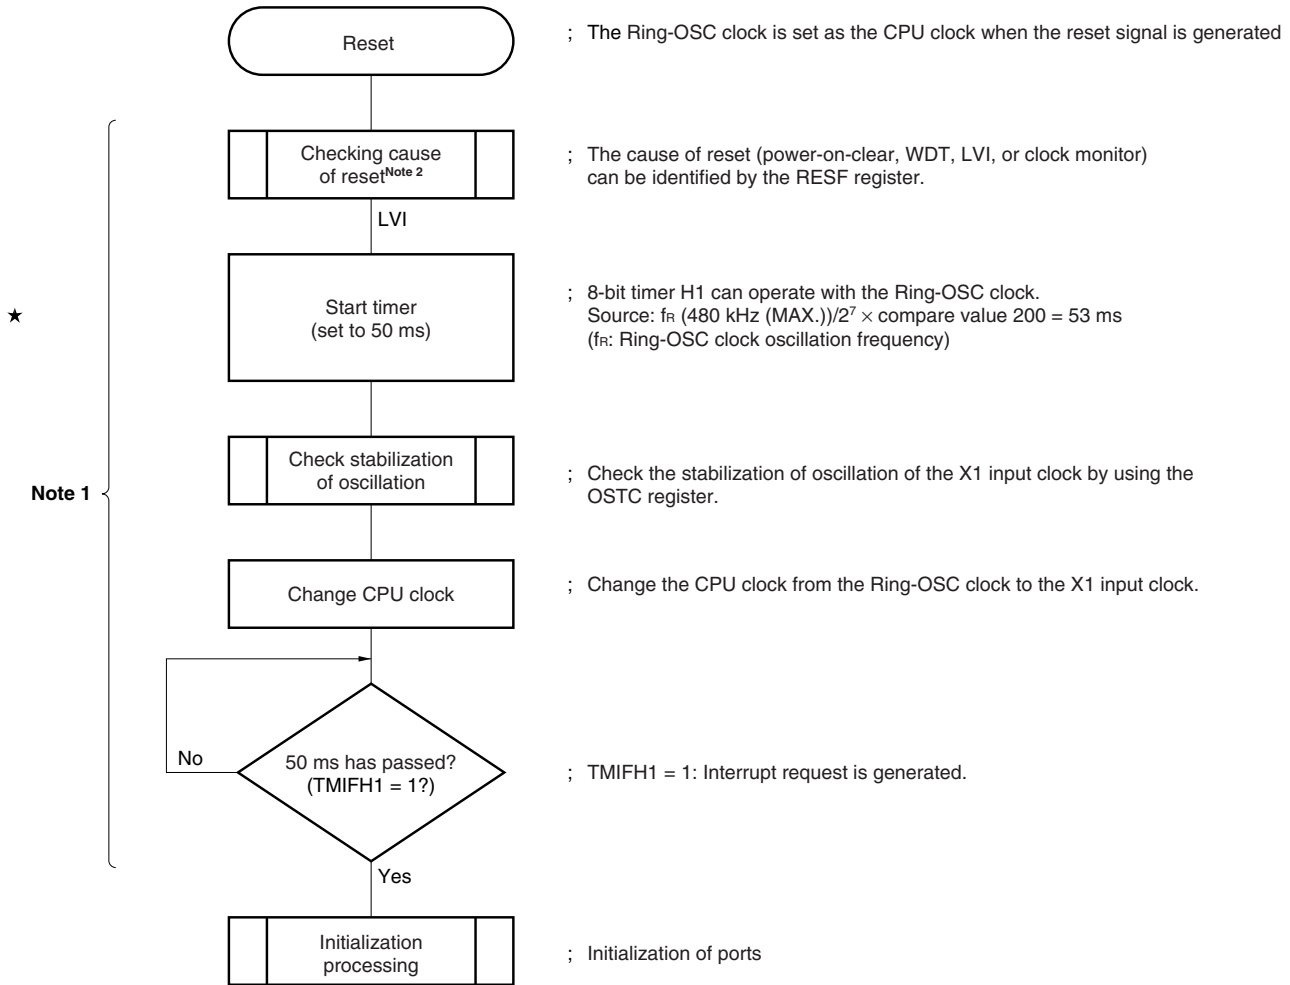 Reset
; The Ring-OSC clock is set as the CPU clock when the reset signal is generated
Checking cause
of resetNote 2
; The cause of reset (power-on-clear, WDT, LVI, or clock monitor)
can be identified by the RESF register.
LVI
★
Start timer
(set to 50 ms)
; 8-bit timer H1 can operate with the Ring-OSC clock.
Source: fR (480 kHz (MAX.))/2⁷ × compare value 200 = 53 ms
(fR: Ring-OSC clock oscillation frequency)
Note 1
Check stabilization
of oscillation
; Check the stabilization of oscillation of the X1 input clock by using the
OSTC register.
Change CPU clock
; Change the CPU clock from the Ring-OSC clock to the X1 input clock.
No
50 ms has passed?
(TMIFH1 = 1?)
; TMIFH1 = 1: Interrupt request is generated.
Yes
Initialization
processing
; Initialization of ports